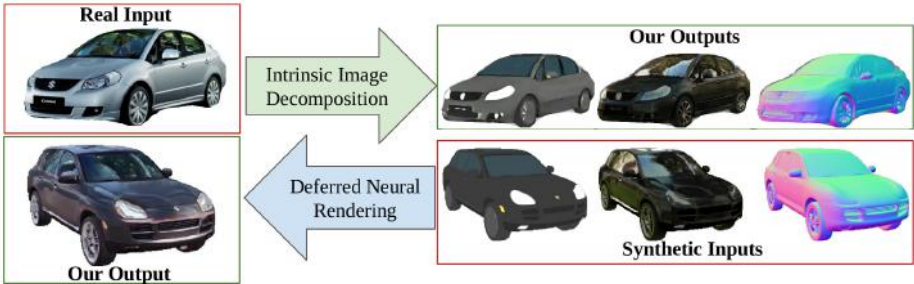 Real Input
Intrinsic Image
Decomposition
Our Outputs
Deferred Neural
Rendering
Our Output
Synthetic Inputs